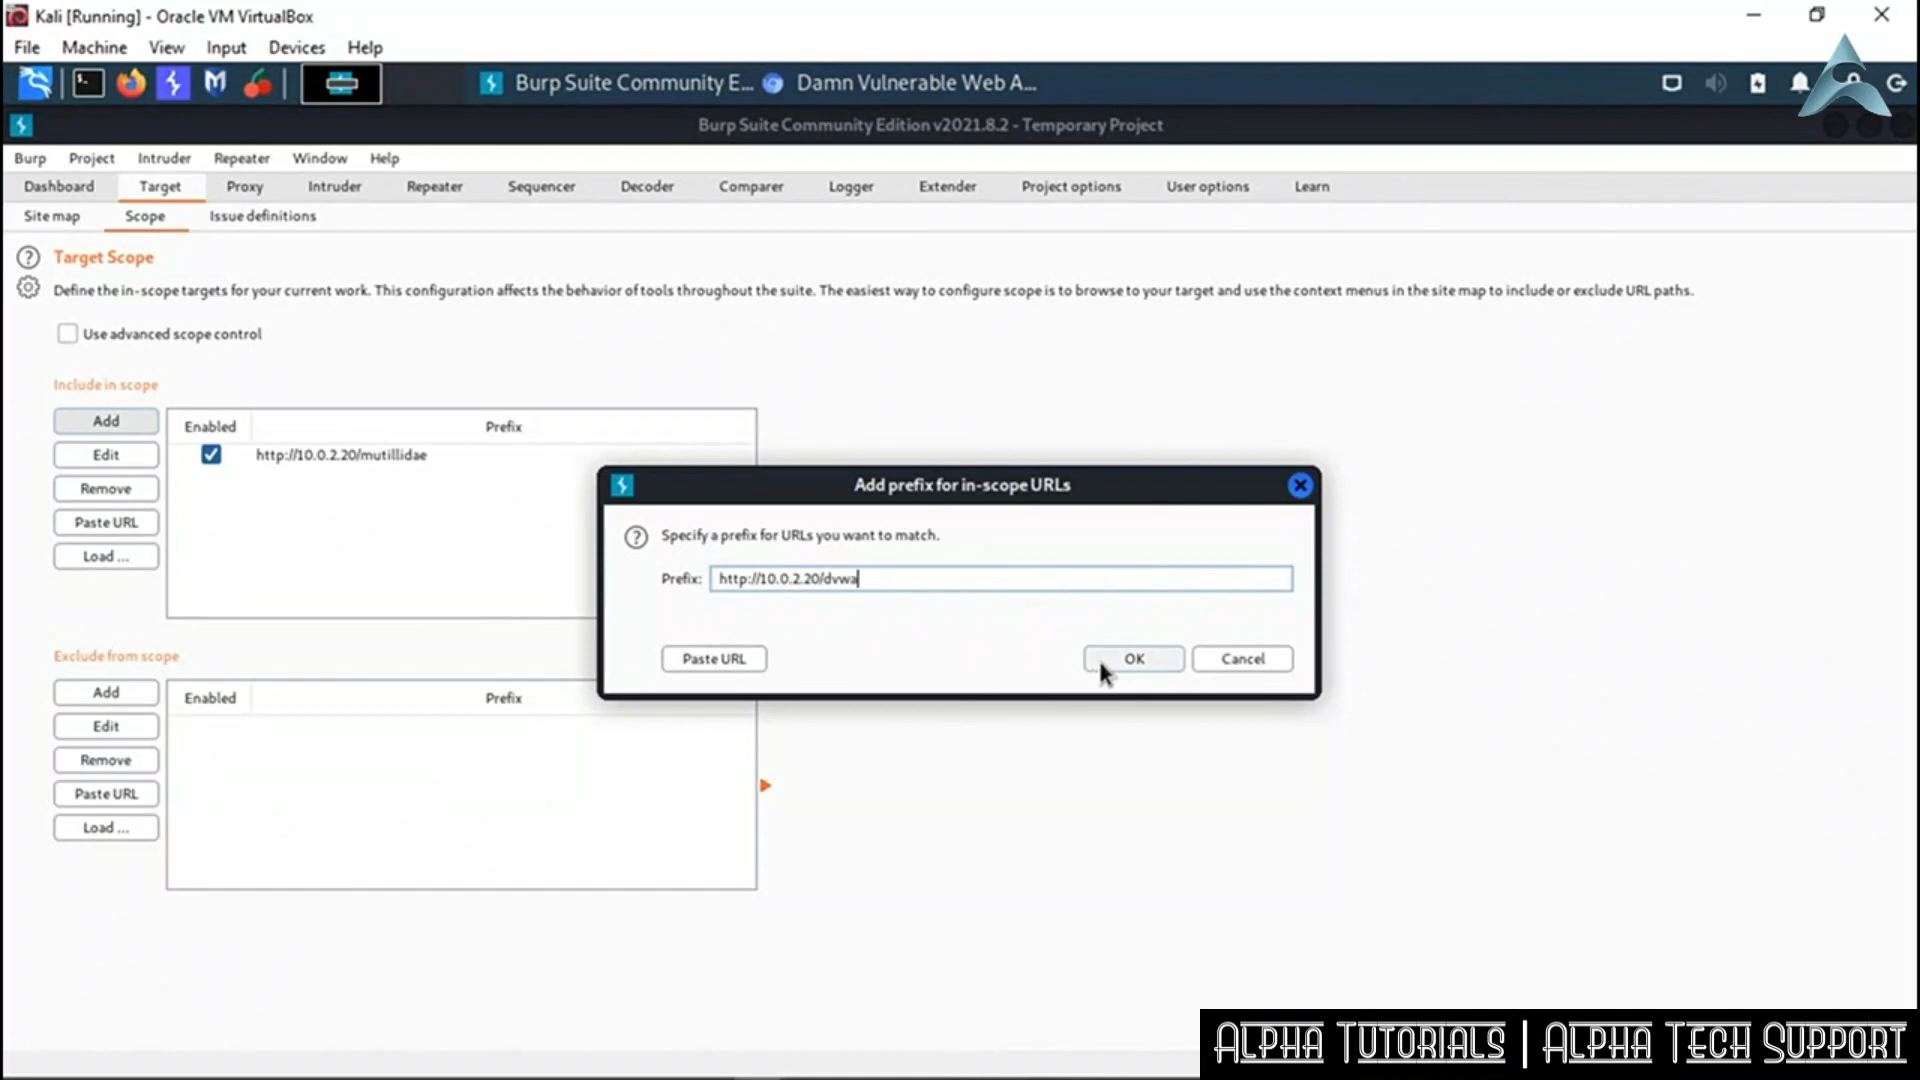 Kali [Running] - Oracle VM VirtualBox
File Machine View Input Devices Help
Burp Suite Community E... Damn Vulnerable Web A...
Burp Suite Community Edition v2021.8.2 - Temporary Project
Burp Project Intruder Repeater Window Help
Dashboard Target Proxy Intruder Repeater Sequencer Decoder Comparer Logger Extender Project options User options Learn
Site map Scope Issue definitions
Target Scope
Define the in-scope targets for your current work. This configuration affects the behavior of tools throughout the suite. The easiest way to configure scope is to browse to your target and use the context menus in the site map to include or exclude URL paths.
Use advanced scope control
Include in scope
Add
Enabled Prefix
Edit
http://10.0.2.20/mutillidae
Remove
Paste URL
Load ...
Add prefix for in-scope URLs
Specify a prefix for URLs you want to match.
Prefix: http://10.0.2.20/dvwa
Paste URL OK Cancel
Exclude from scope
Add
Enabled Prefix
Edit
Remove
Paste URL
Load ...
Alpha Tutorials | Alpha Tech Support